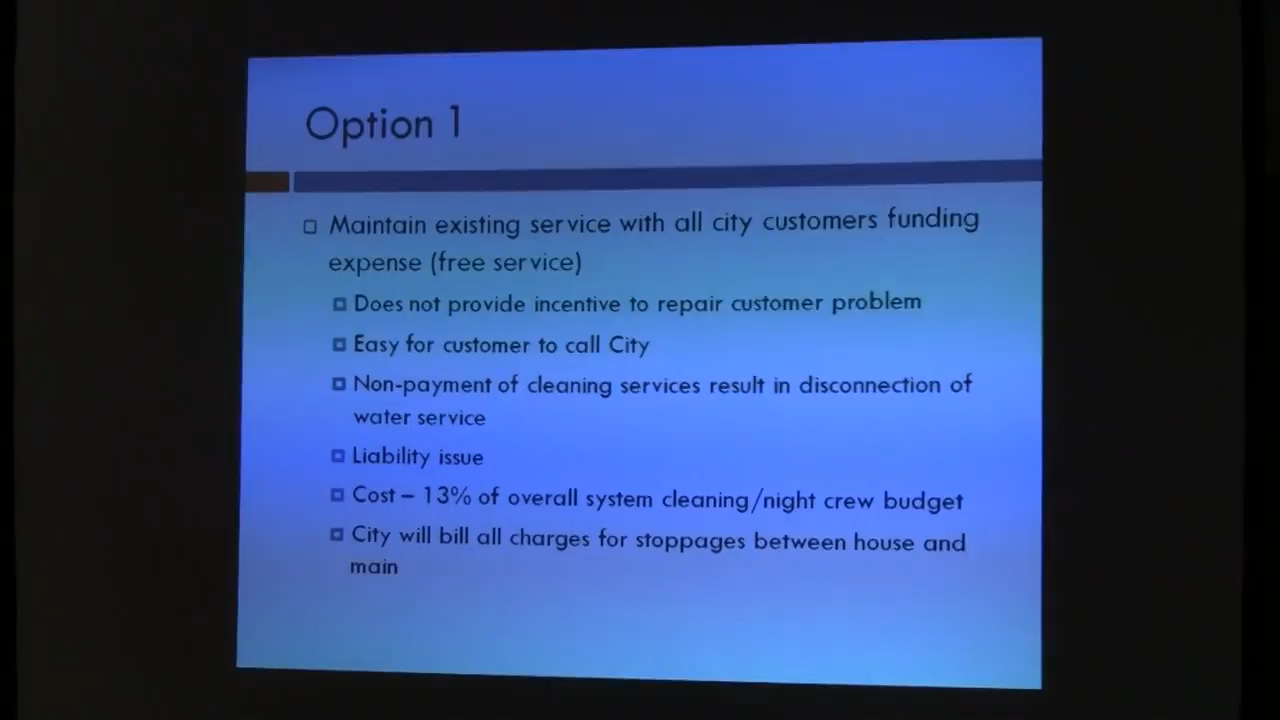 Option 1
Maintain existing service with all city customers funding
expense (free service)
Does not provide incentive to repair customer problem
Easy for customer to call City
Non-payment of cleaning services result in disconnection of
water service
Liability issue
Cost – 13% of overall system cleaning/night crew budget
City will bill all charges for stoppages between house and
main